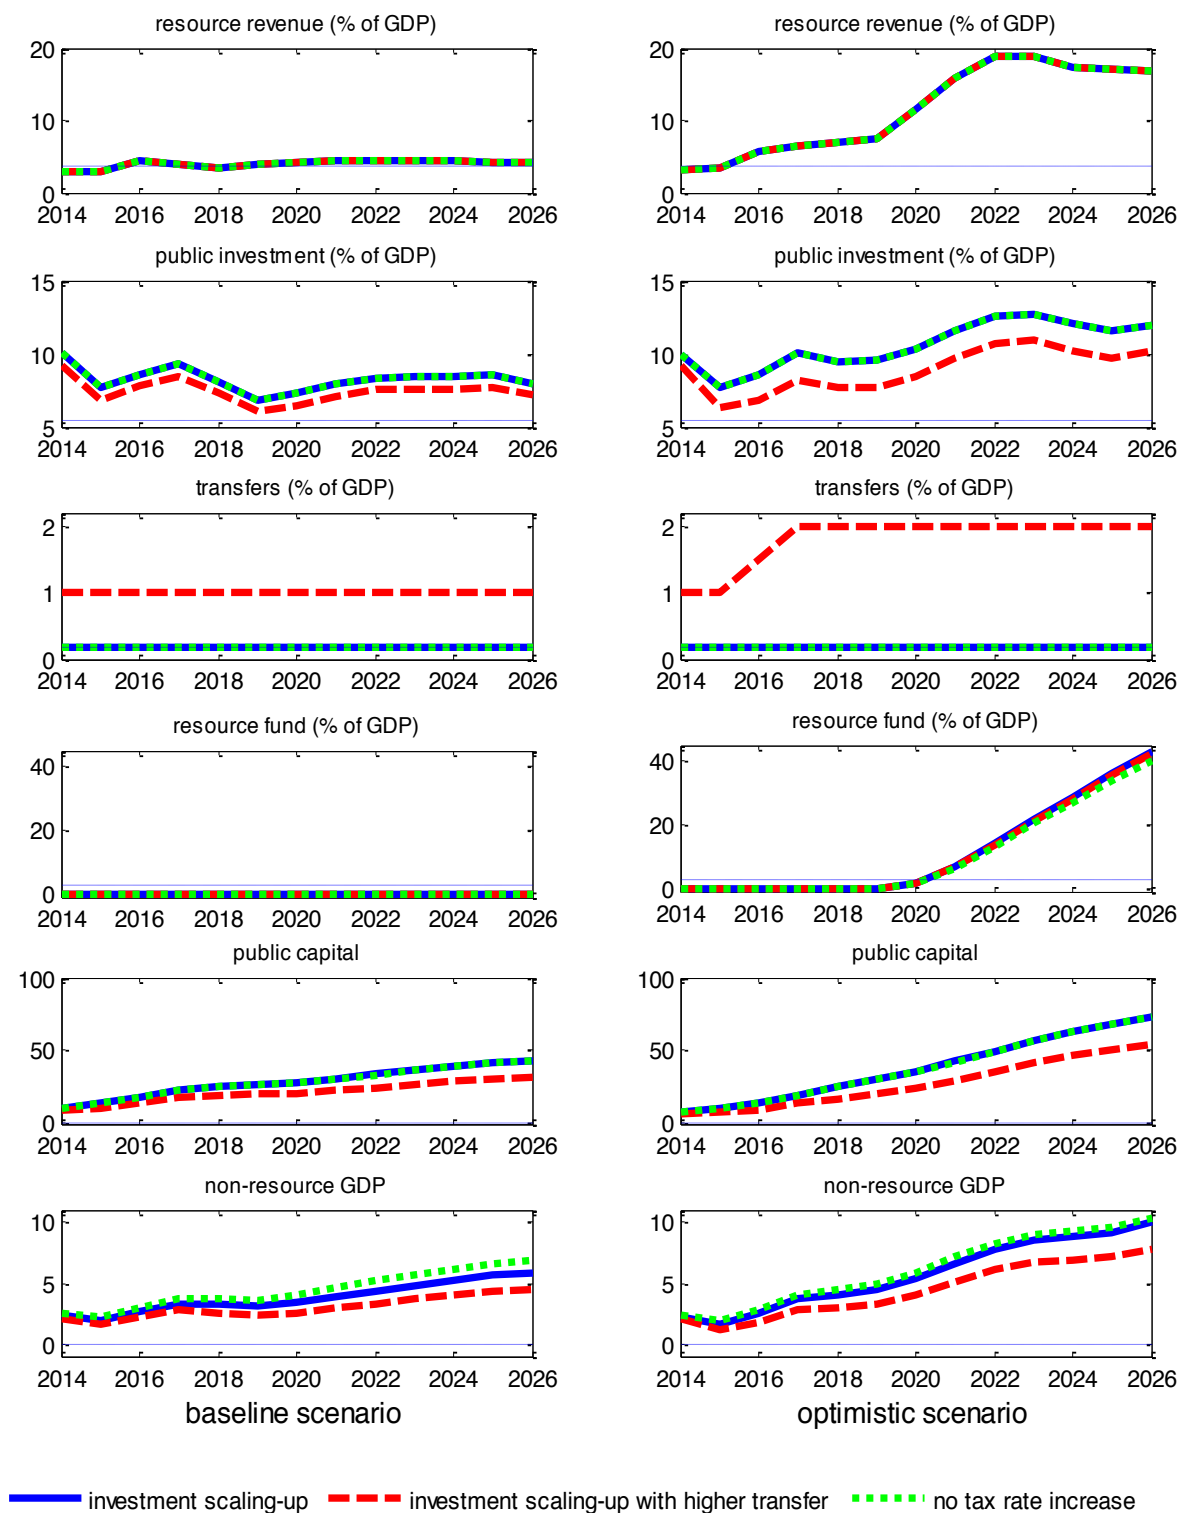 resource revenue (% of GDP)
resource revenue (% of GDP)
20
10
0
2014 2016 2018 2020 2022 2024 2026
20
10
0
2014 2016 2018 2020 2022 2024 2026
public investment (% of GDP)
public investment (% of GDP)
15
10
5
2014 2016 2018 2020 2022 2024 2026
15
10
5
2014 2016 2018 2020 2022 2024 2026
transfers (% of GDP)
transfers (% of GDP)
2
1
0
2014 2016 2018 2020 2022 2024 2026
2
1
0
2014 2016 2018 2020 2022 2024 2026
resource fund (% of GDP)
resource fund (% of GDP)
40
20
0
2014 2016 2018 2020 2022 2024 2026
40
20
0
2014 2016 2018 2020 2022 2024 2026
public capital
public capital
100
50
0
2014 2016 2018 2020 2022 2024 2026
100
50
0
2014 2016 2018 2020 2022 2024 2026
non-resource GDP
non-resource GDP
10
5
0
2014 2016 2018 2020 2022 2024 2026
10
5
0
2014 2016 2018 2020 2022 2024 2026
baseline scenario
optimistic scenario
investment scaling-up
investment scaling-up with higher transfer
no tax rate increase